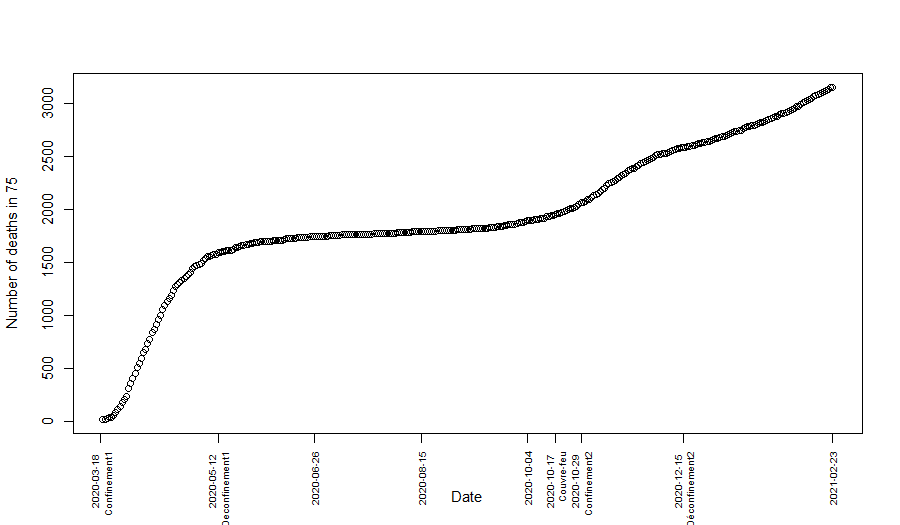 Number of deaths in 75
3000
2500
2000
1500
1000
500
0
2020-03-18
Confinement1
2020-05-12
Déconfinement1
2020-06-26
2020-08-15
2020-10-04
2020-10-17
Couvre-feu
2020-10-29
Confinement2
2020-12-15
Déconfinement2
2021-02-23
Date